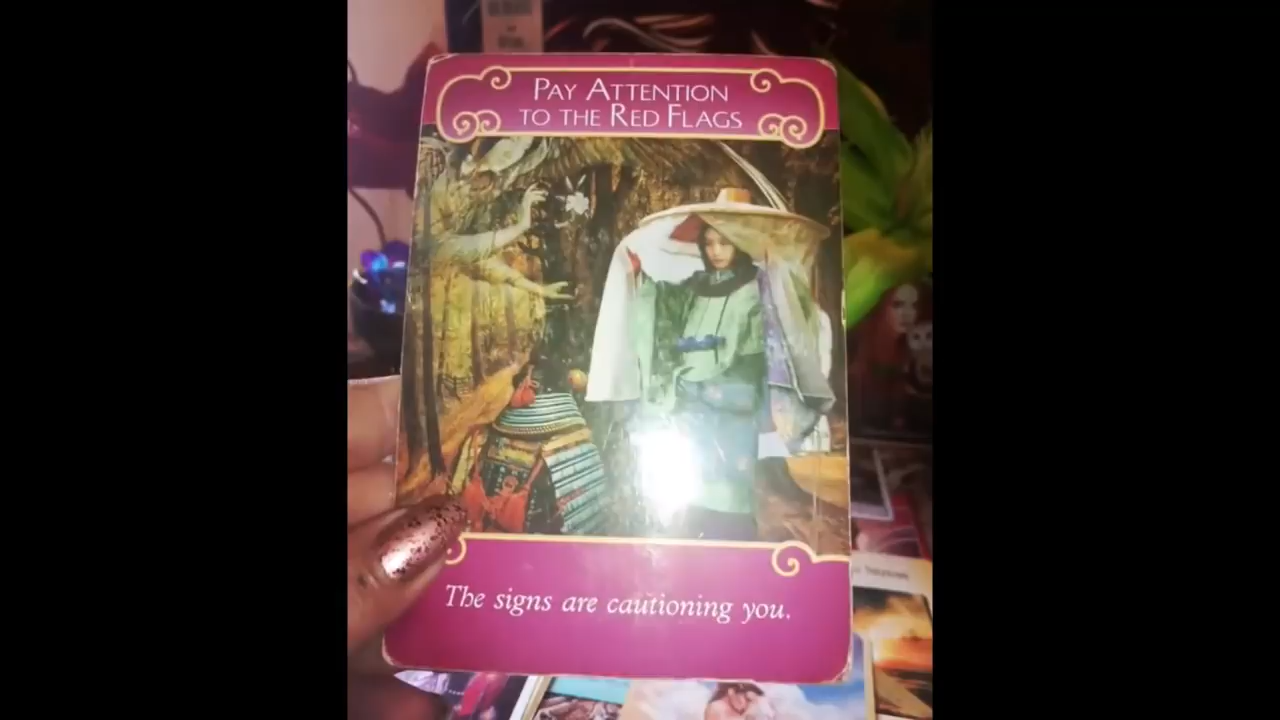 PAY ATTENTION
TO THE RED FLAGS
The signs are cautioning you.